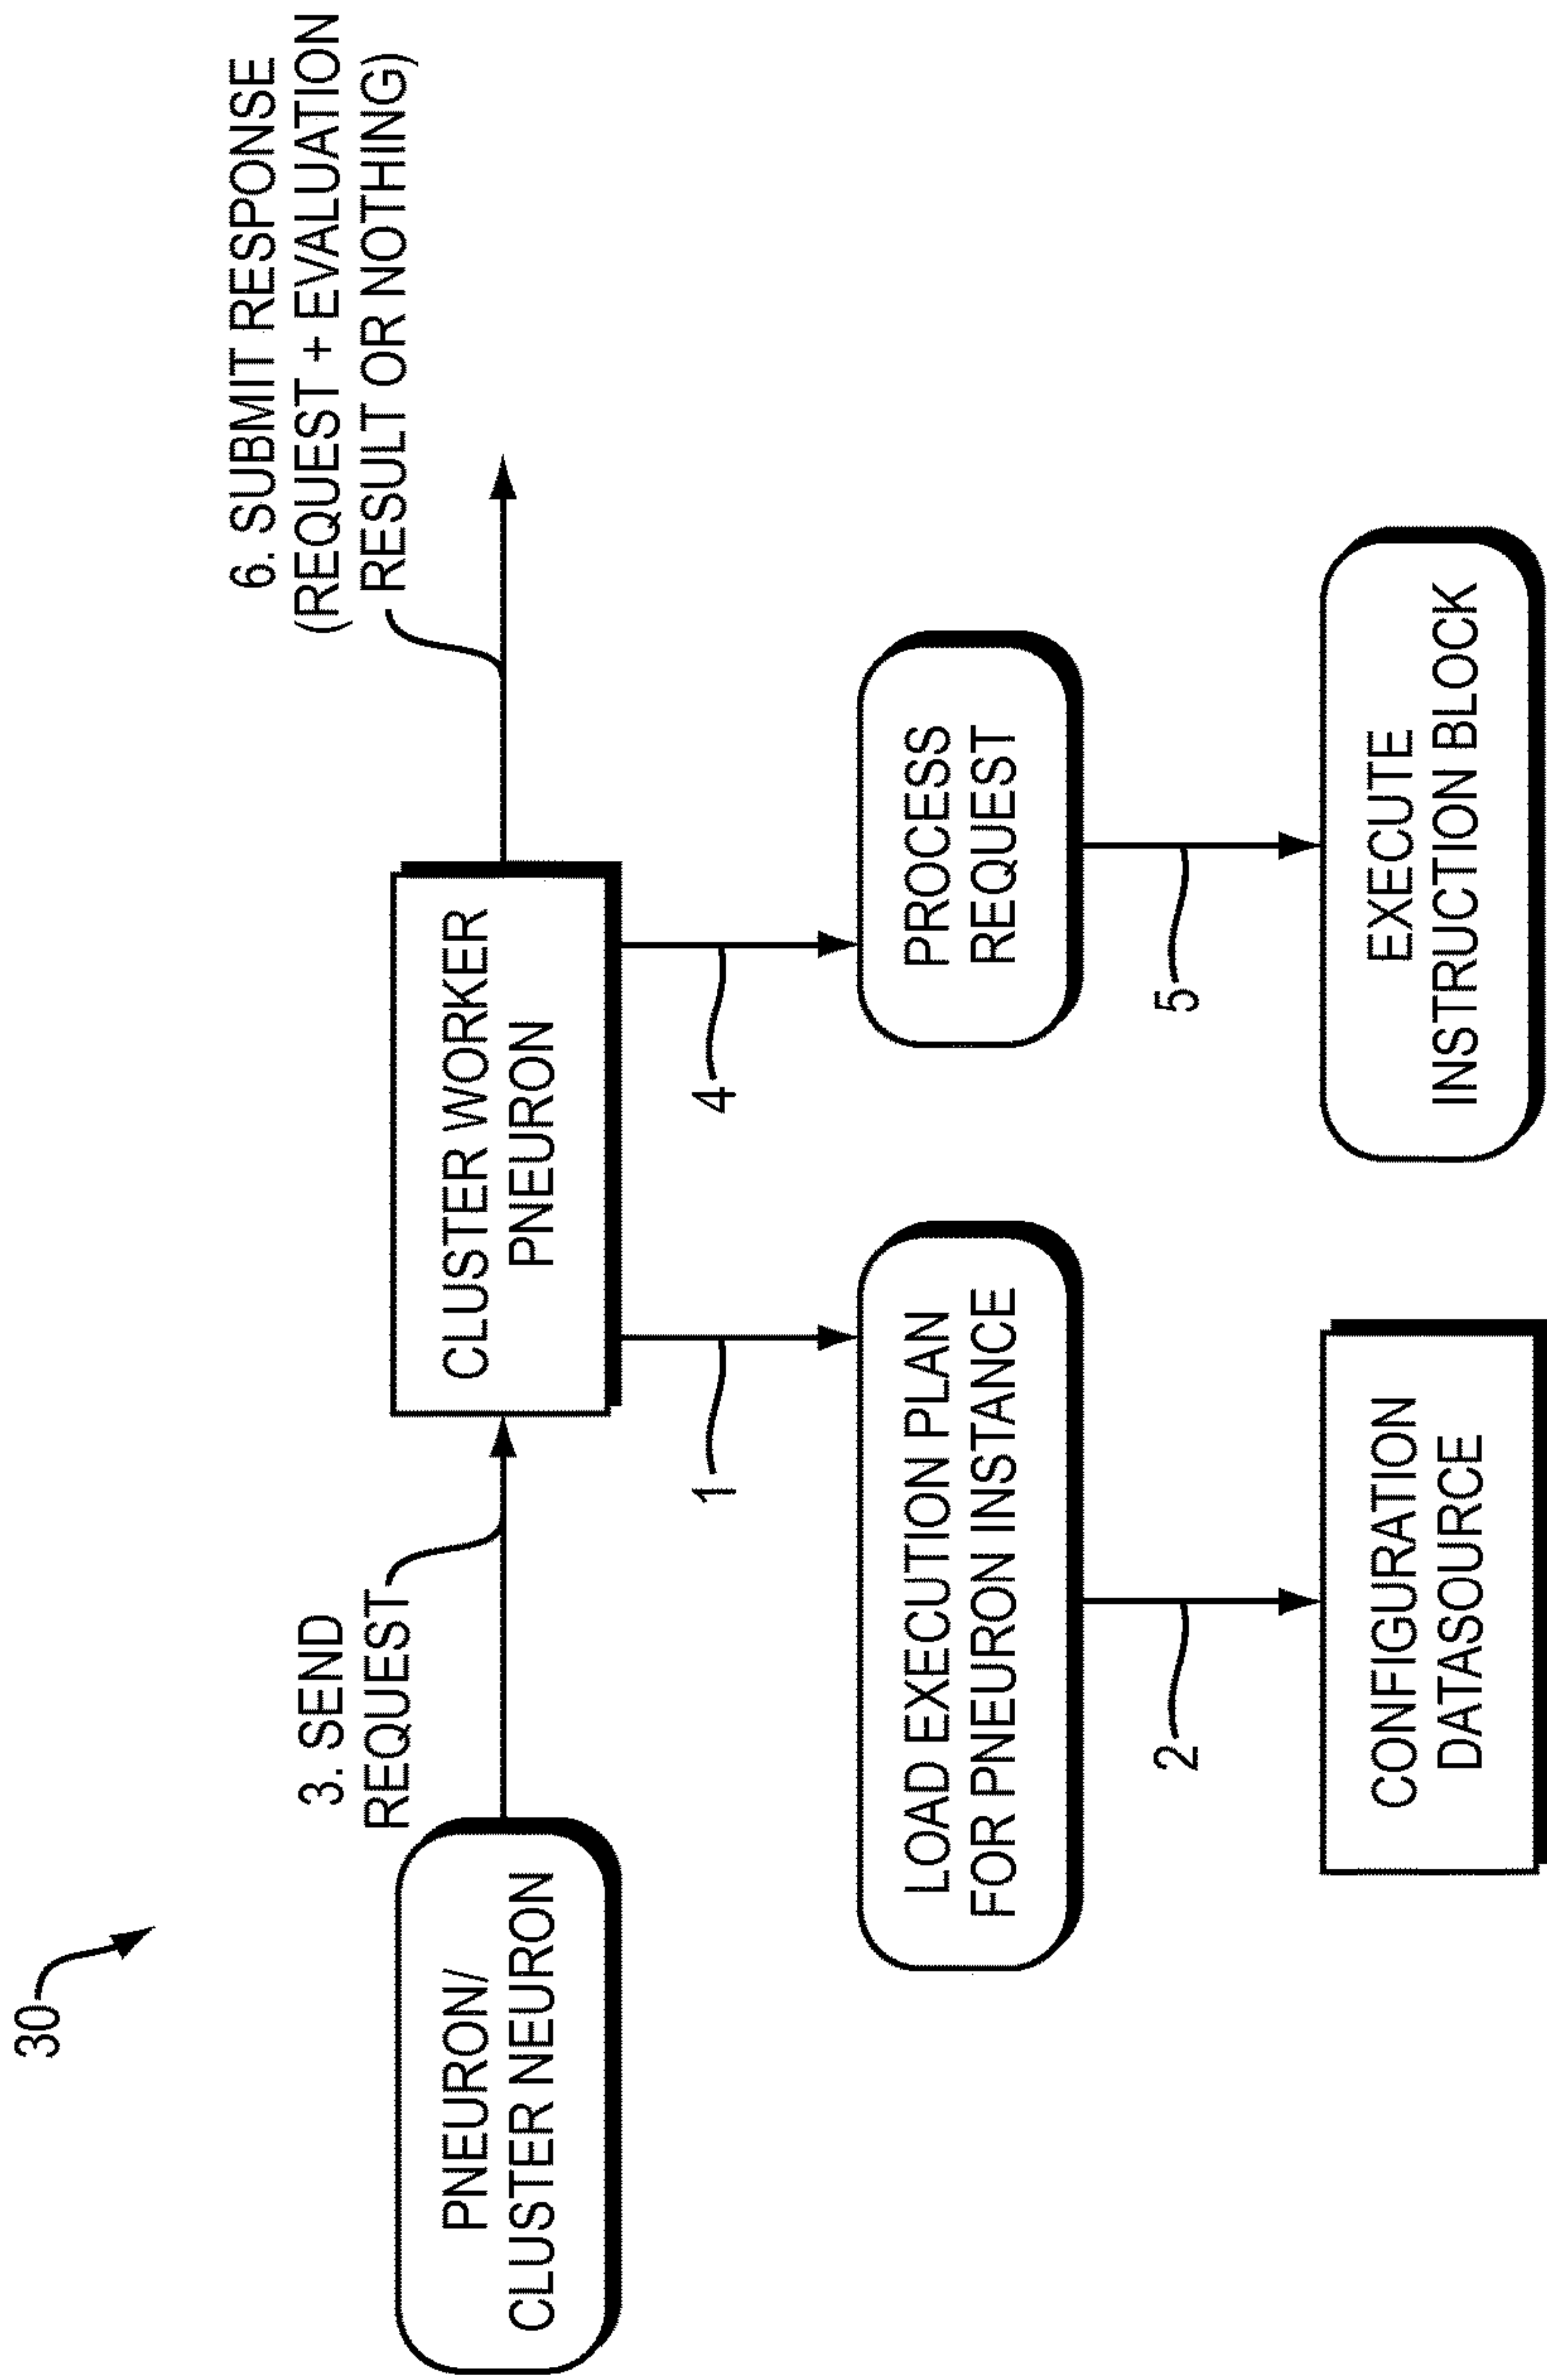 30
3. SEND
REQUEST
6. SUBMIT RESPONSE
(REQUEST + EVALUATION
RESULT OR NOTHING)
PNEURON/
CLUSTER NEURON
CLUSTER WORKER
PNEURON
1
4
LOAD EXECUTION PLAN
FOR PNEURON INSTANCE
PROCESS
REQUEST
2
5
CONFIGURATION
DATASOURCE
EXECUTE
INSTRUCTION BLOCK